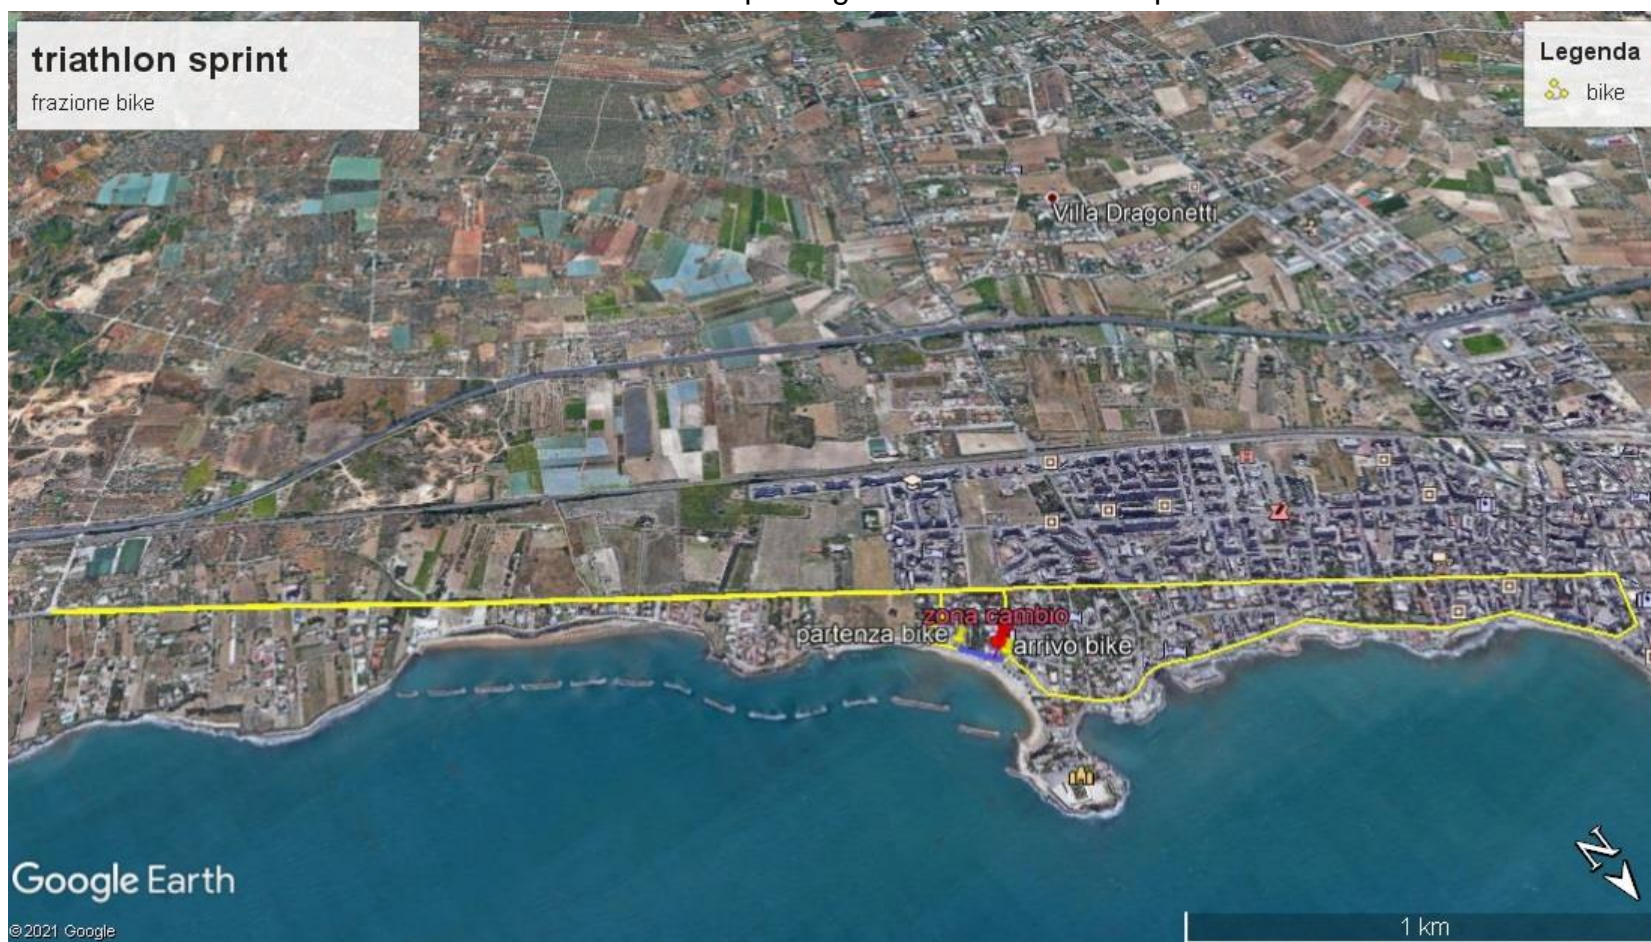 triathlon sprint
frazione bike
Legenda
bike
Villa Dragonetti
zona cambio
partenza bike
arrivo bike
N
Google Earth
©2021 Google
1 km